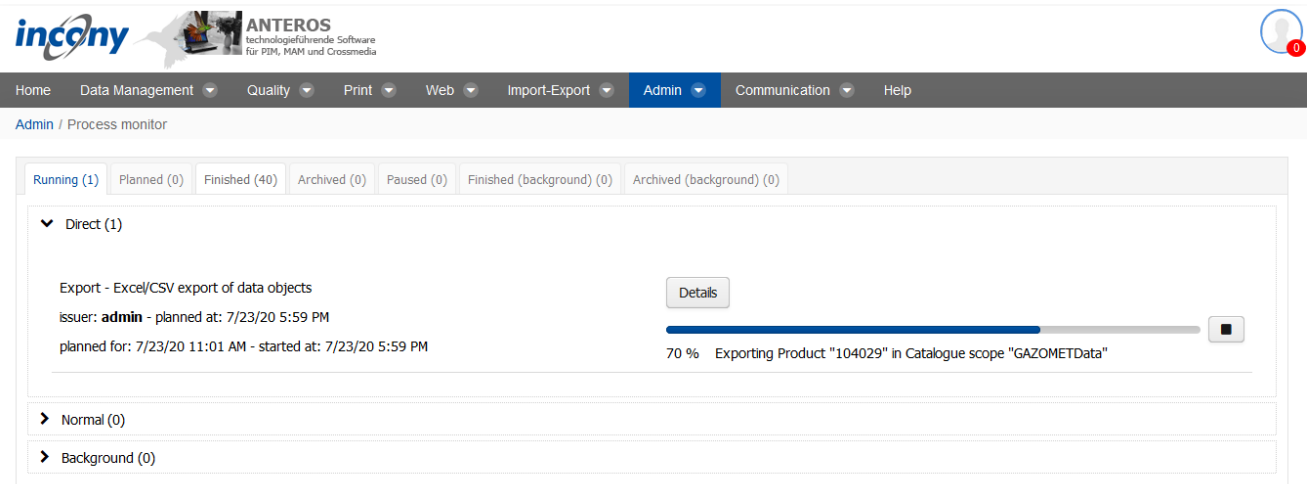 incony
ANTEROS
technologieführende Software
für PIM, MAM und Crossmedia
0
Home Data Management Quality Print Web Import-Export Admin Communication Help
Admin / Process monitor
Running (1) Planned (0) Finished (40) Archived (0) Paused (0) Finished (background) (0) Archived (background) (0)
Direct (1)
Export - Excel/CSV export of data objects
Details
issuer: admin - planned at: 7/23/20 5:59 PM
planned for: 7/23/20 11:01 AM - started at: 7/23/20 5:59 PM
70 % Exporting Product "104029" in Catalogue scope "GAZOMETData"
Normal (0)
Background (0)